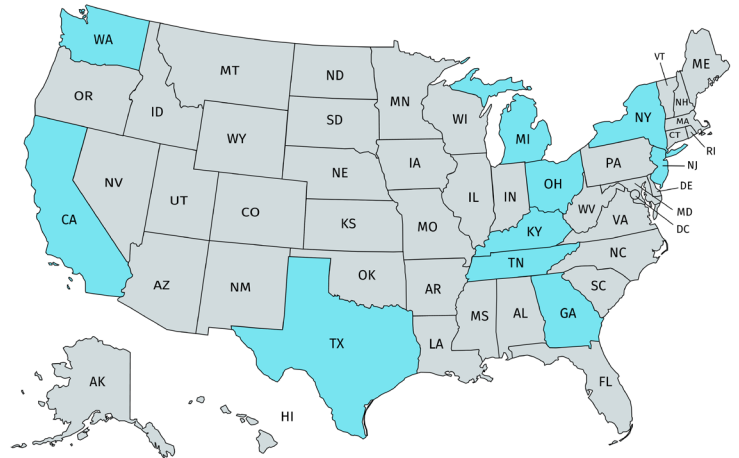 WA
MT
ND
MN
VT
ME
OR
ID
SD
WI
NH
NY
MA
WY
MI
CT
RI
IA
PA
NJ
NE
NV
UT
IL
IN
OH
DE
CO
WV
MD
CA
KS
MO
KY
VA
DC
NC
TN
AZ
NM
OK
AR
SC
MS
AL
GA
TX
LA
AK
FL
HI